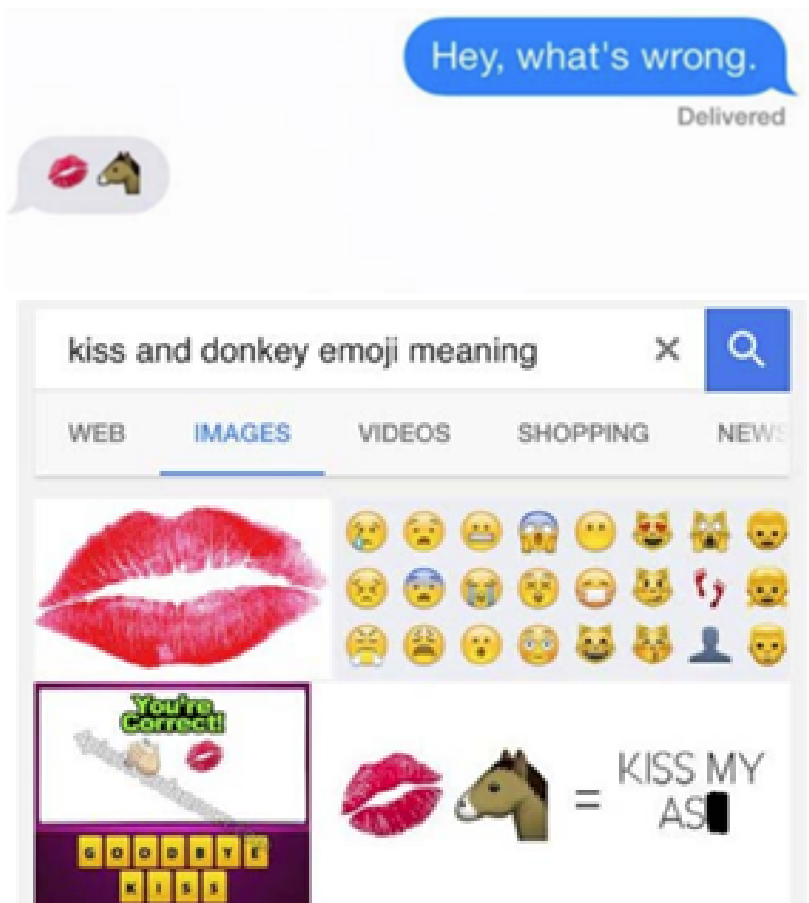 Hey, what's wrong.
Delivered
kiss and donkey emoji meaning
WEB IMAGES VIDEOS SHOPPING NEWS
You're
Correct!
GOODBYE
KISS
= KISS MY
AS